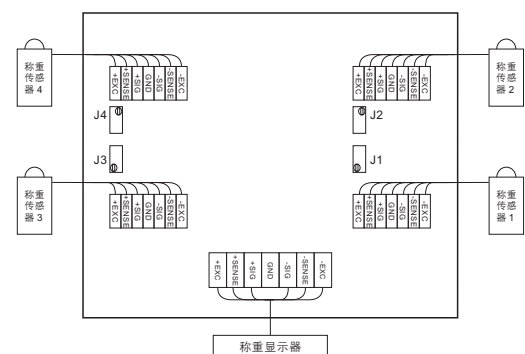 称重传感器 4
+EXC
+SENSE
+SIG
GND
-SIG
-SENSE
-EXC
+EXC
+SENSE
+SIG
GND
-SIG
-SENSE
-EXC
称重传感器 2
J4
J2
J3
J1
称重传感器 3
+EXC
+SENSE
+SIG
GND
-SIG
-SENSE
-EXC
+EXC
+SENSE
+SIG
GND
-SIG
-SENSE
-EXC
称重传感器 1
+EXC
+SENSE
+SIG
GND
-SIG
-SENSE
-EXC
称重显示器